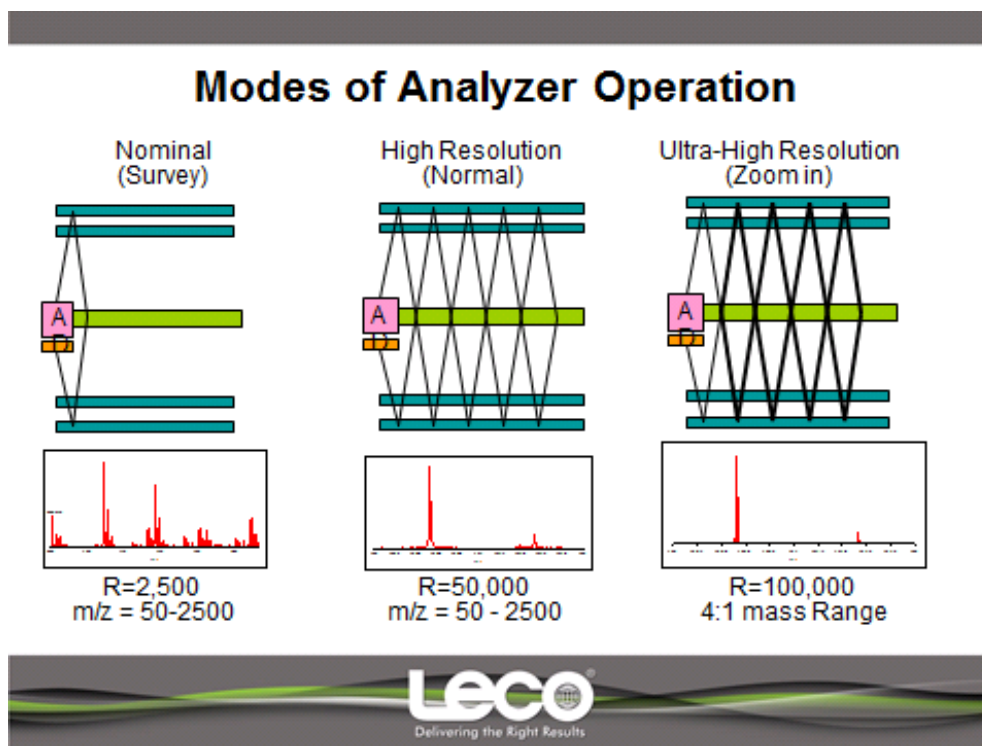 Modes of Analyzer Operation
Nominal
(Survey)
High Resolution
(Normal)
Ultra-High Resolution
(Zoom in)
A
D
A
D
A
D
R=2,500
m/z = 50-2500
R=50,000
m/z = 50 - 2500
R=100,000
4:1 mass Range
LECO®
Delivering the Right Results